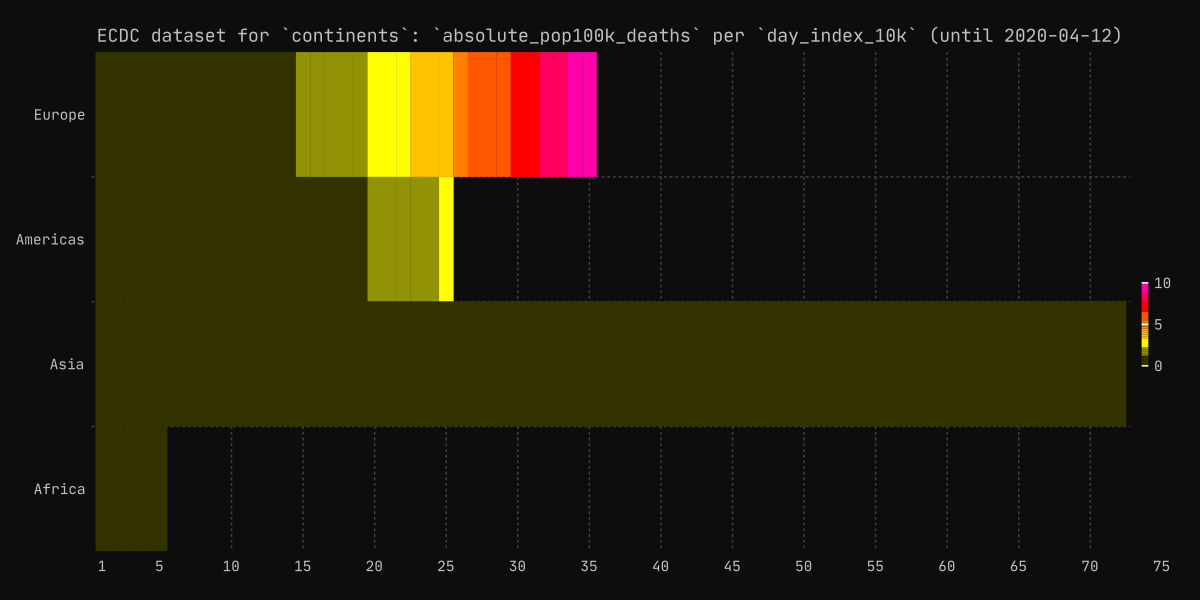 ECDC dataset for `continents`: `absolute_pop100k_deaths` per `day_index_10k` (until 2020-04-12)
Europe
Americas
Asia
Africa
10
5
0
1 5 10 15 20 25 30 35 40 45 50 55 60 65 70 75